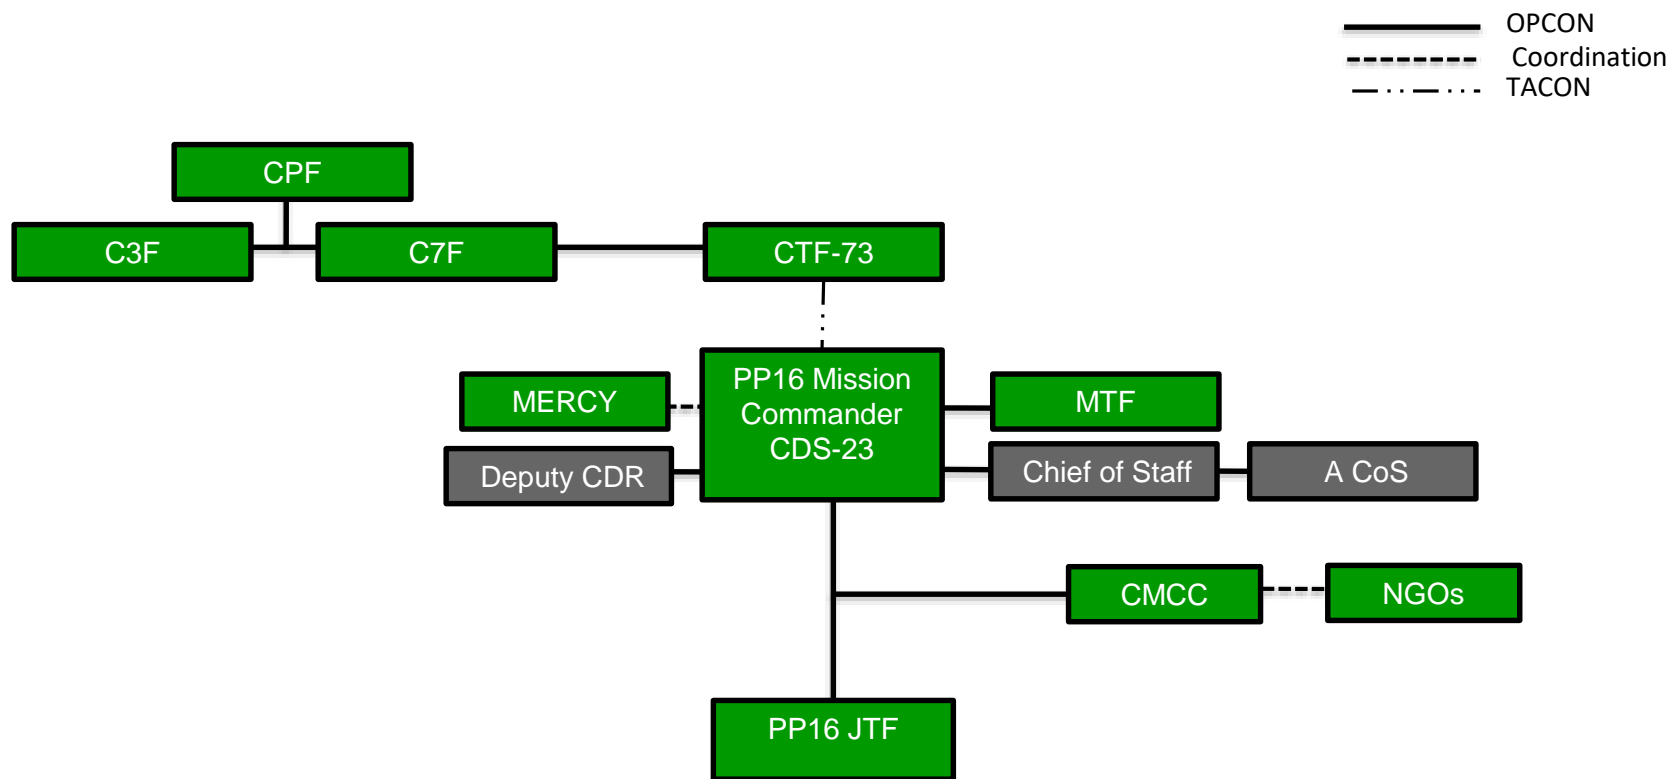 OPCON
Coordination
TACON
CPF
C3F
C7F
CTF-73
MERCY
PP16 Mission
Commander
CDS-23
MTF
Deputy CDR
Chief of Staff
A CoS
CMCC
NGOs
PP16 JTF